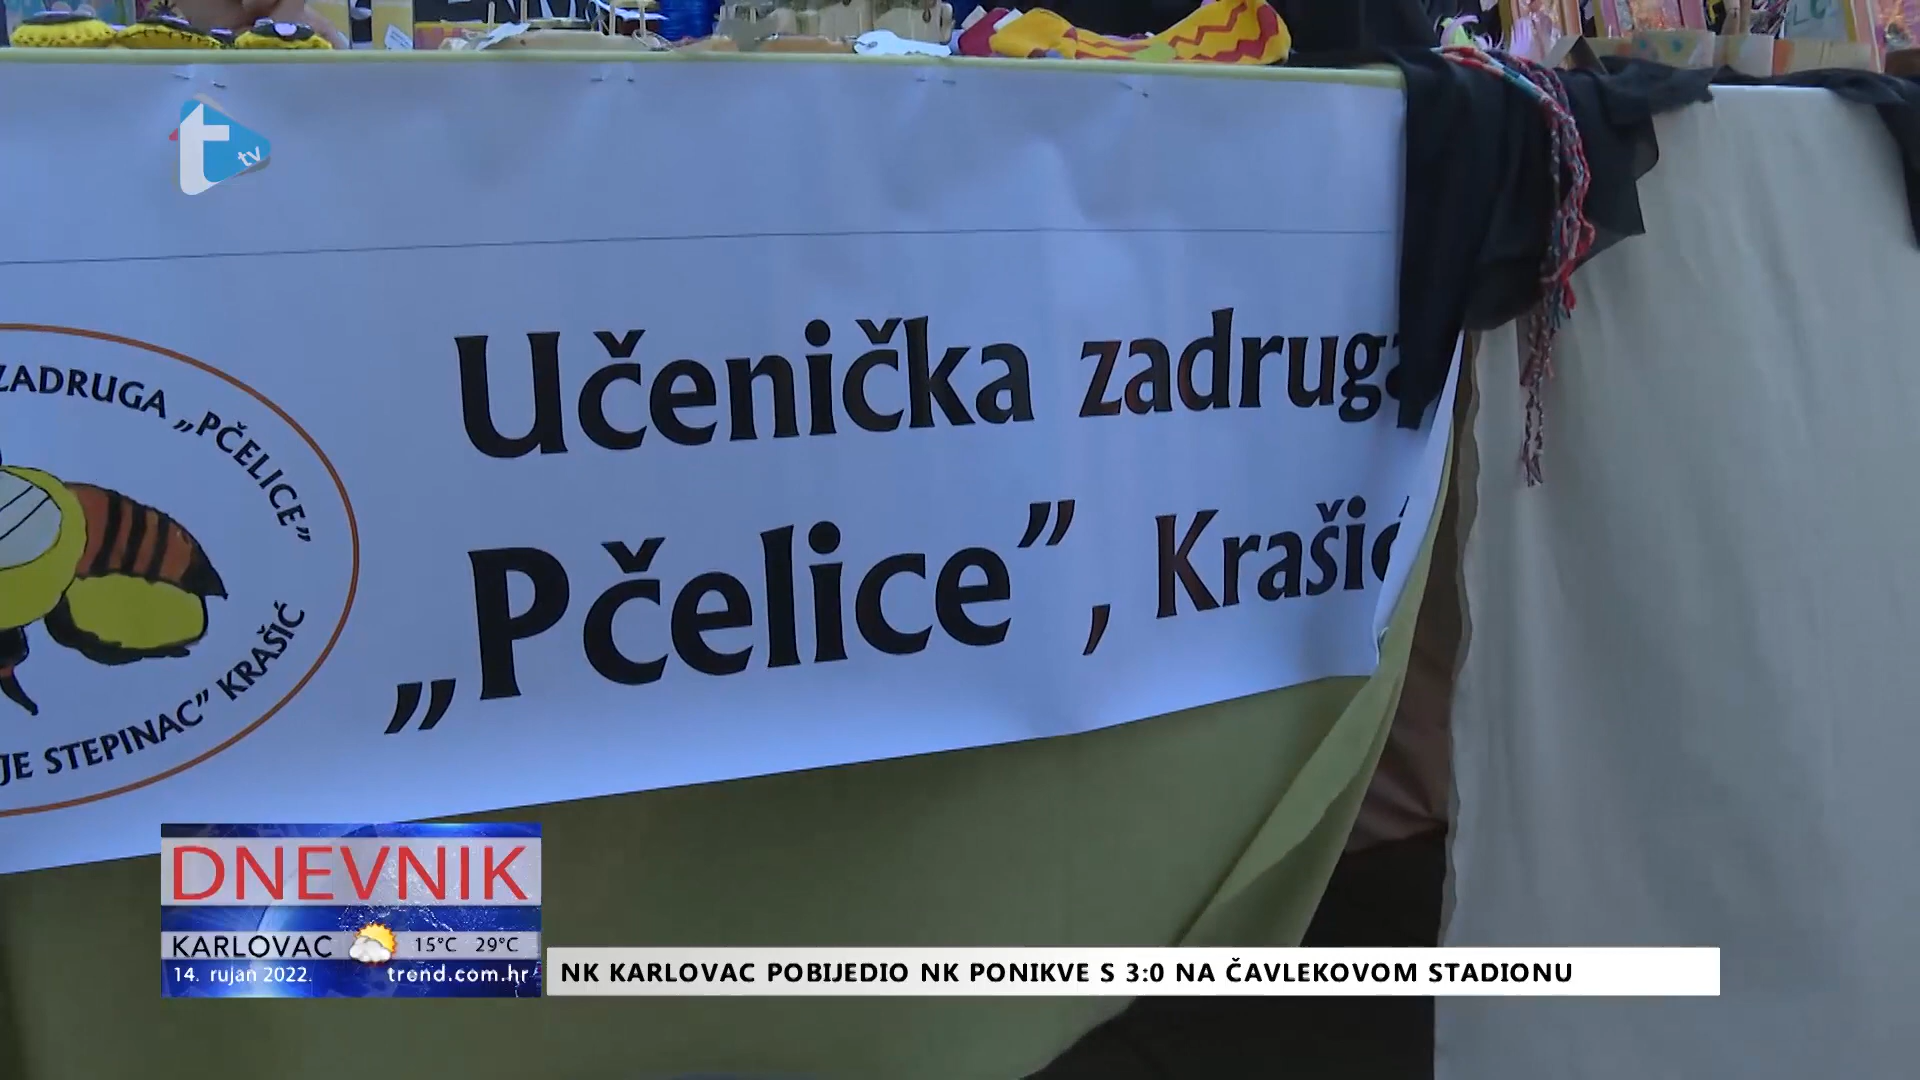 t tv
Učenička zadruga
„Pčelice”, Krašić
ZADRUGA „PČELICE”
JE STEPINAC” KRAŠIĆ
DNEVNIK
KARLOVAC 15°C 29°C
14. rujan 2022. trend.com.hr
NK KARLOVAC POBIJEDIO NK PONIKVE S 3:0 NA ČAVLEKOVOM STADIONU